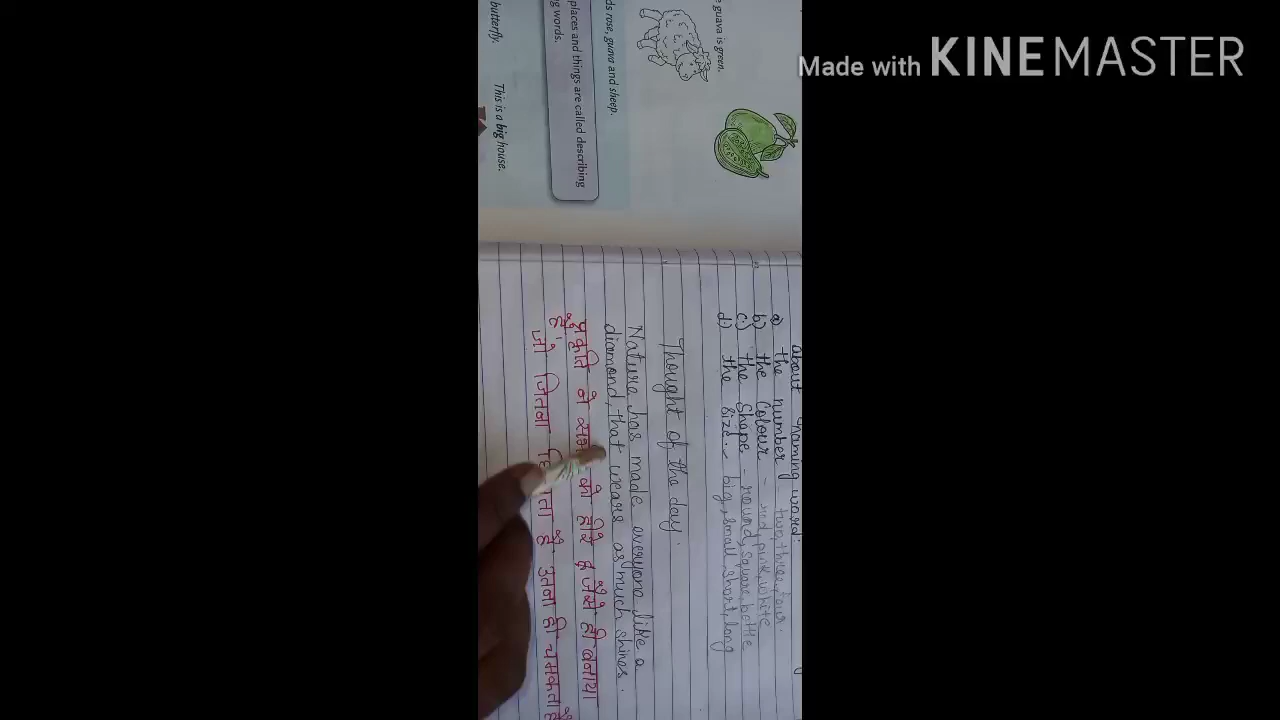 Made with KINEMASTER
e guava is green.
ds rose, guava and sheep.
places and things are called describing
g words.
butterfly. This is a big house.
about naming word:
a) the number - two, three, four.
b) the Colour - red, pink, white
c) the Shape - round, square,
d) the size - big, small, short, long
Thought of the day.
Nature has made everyone like a
diamond, that wears as much shines.
प्रकृति ने को हीरे जैसे ही बनाया
है।
जो जितना है उतना ही चमकता है